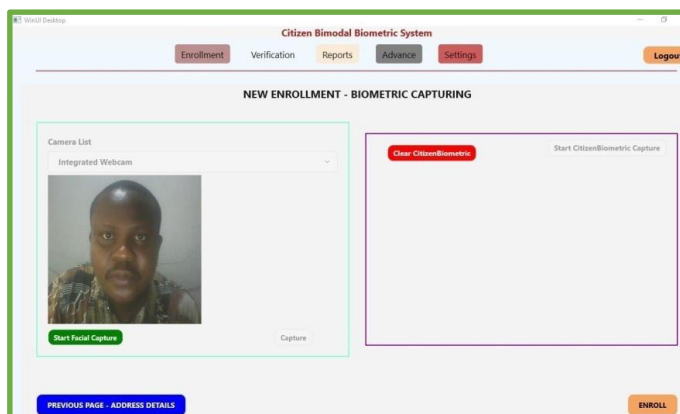 WinUI Desktop
Citizen Bimodal Biometric System
Enrollment Verification Reports Advance Settings Logout
NEW ENROLLMENT - BIOMETRIC CAPTURING
Camera List
Integrated Webcam
Start Facial Capture Capture
Clear CitizenBiometric Start CitizenBiometric Capture
PREVIOUS PAGE - ADDRESS DETAILS ENROLL